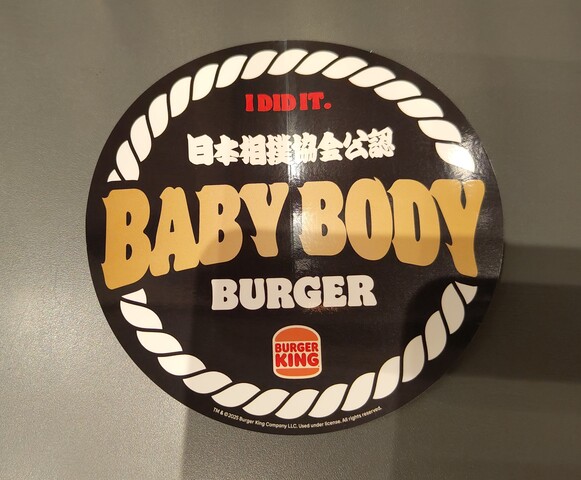 I DID IT.
日本相撲協会公認
BABY BODY
BURGER
BURGER
KING
TM & © 2025 Burger King Company LLC. Used under license. All rights reserved.